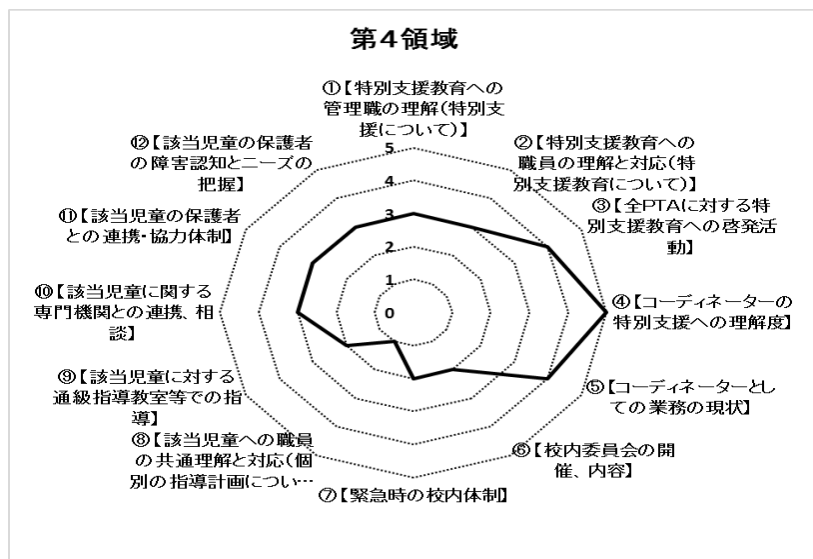 第4領域
①【特別支援教育への
管理職の理解(特別支
援について)】
②【特別支援教育への
職員の理解と対応(特
別支援教育について)】
③【全PTAに対する特
別支援教育への啓発活
動】
④【コーディネーターの
特別支援への理解度】
⑤【コーディネーターとし
ての業務の現状】
⑥【校内委員会の開
催、内容】
⑦【緊急時の校内体制】
⑧【該当児童への職員
の共通理解と対応(個
別の指導計画につい…
⑨【該当児童に対する
通級指導教室等での指
導】
⑩【該当児童に関する
専門機関との連携、相
談】
⑪【該当児童の保護者
との連携・協力体制】
⑫【該当児童の保護者
の障害認知とニーズの
把握】
5
4
3
2
1
0